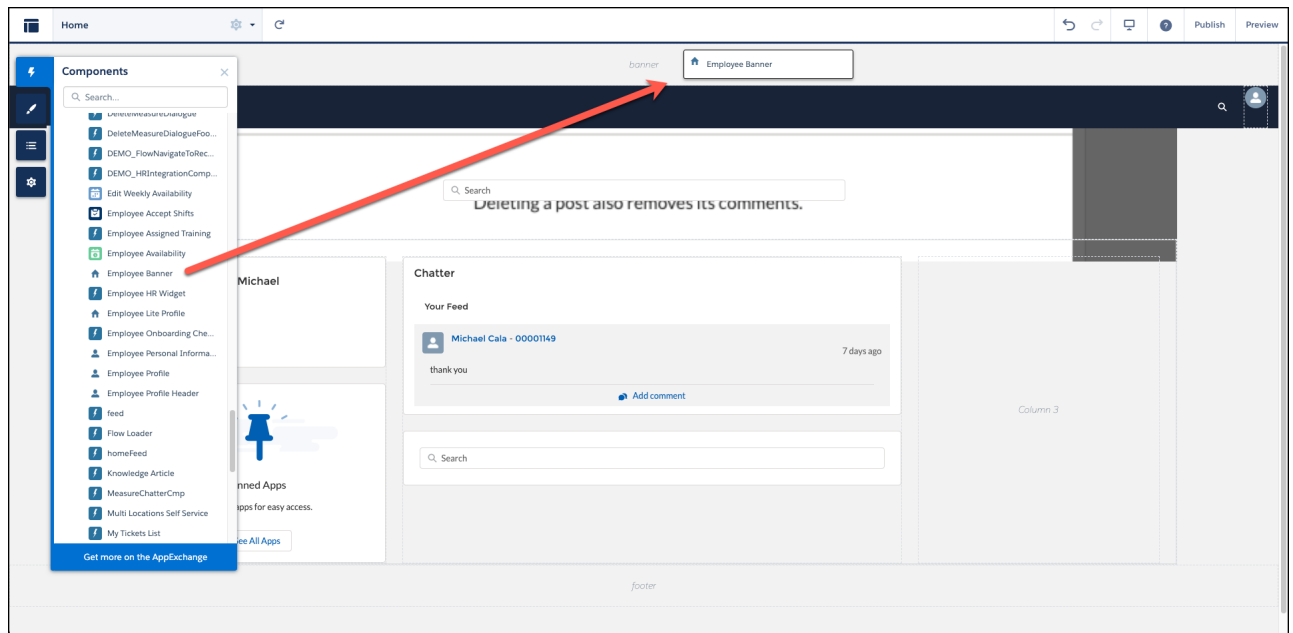 Home
Publish
Preview
banner
Employee Banner
Components
Search...
DeleteMeasureDialogue
DeleteMeasureDialogueFoo...
DEMO_FlowNavigateToRec...
DEMO_HRIntegrationComp...
Edit Weekly Availability
Employee Accept Shifts
Employee Assigned Training
Employee Availability
Employee Banner
Employee HR Widget
Employee Lite Profile
Employee Onboarding Che...
Employee Personal Informa...
Employee Profile
Employee Profile Header
feed
Flow Loader
homeFeed
Knowledge Article
MeasureChatterCmp
Multi Locations Self Service
My Tickets List
Get more on the AppExchange
Search
Deleting a post also removes its comments.
Michael
nned Apps
apps for easy access.
ee All Apps
Chatter
Your Feed
Michael Cala - 00001149
7 days ago
thank you
Add comment
Search
Column 3
footer